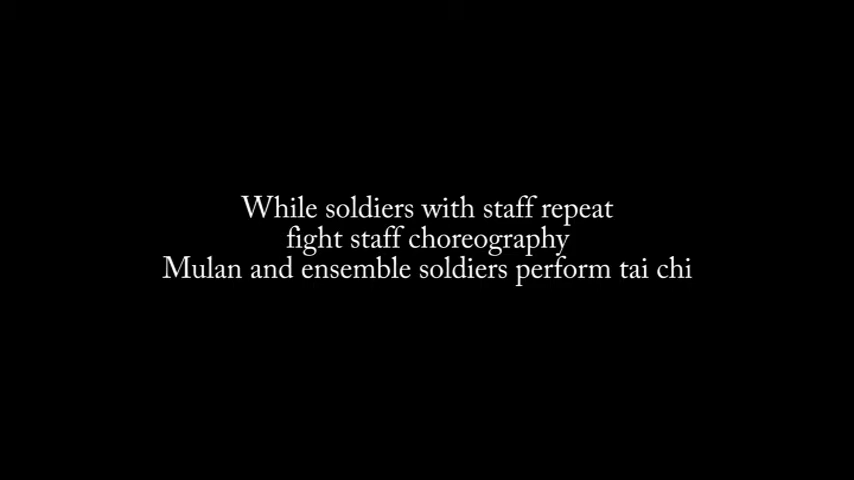 While soldiers with staff repeat
fight staff choreography
Mulan and ensemble soldiers perform tai chi